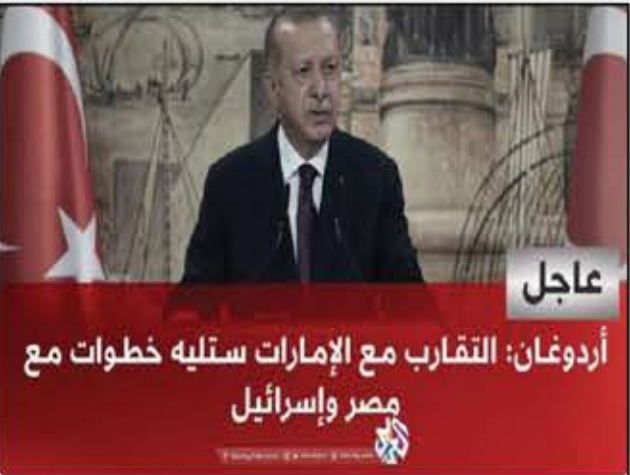 عاجل
أردوغان: التقارب مع الإمارات ستليه خطوات مع
مصر وإسرائيل